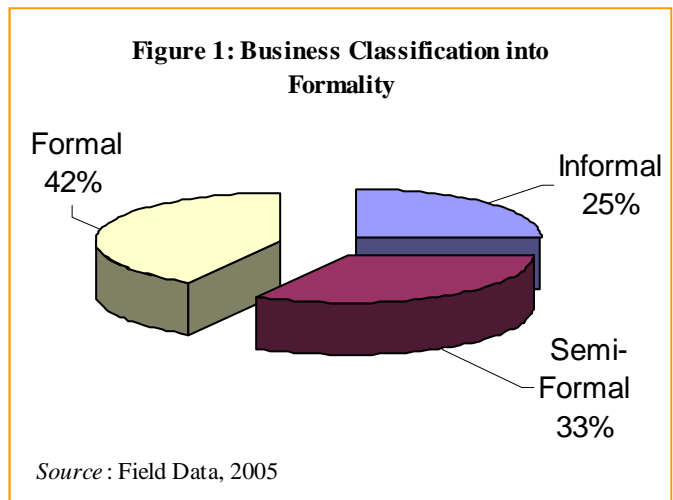 Figure 1: Business Classification into
Formality
Formal
42%
Informal
25%
Semi-
Formal
33%
Source : Field Data, 2005